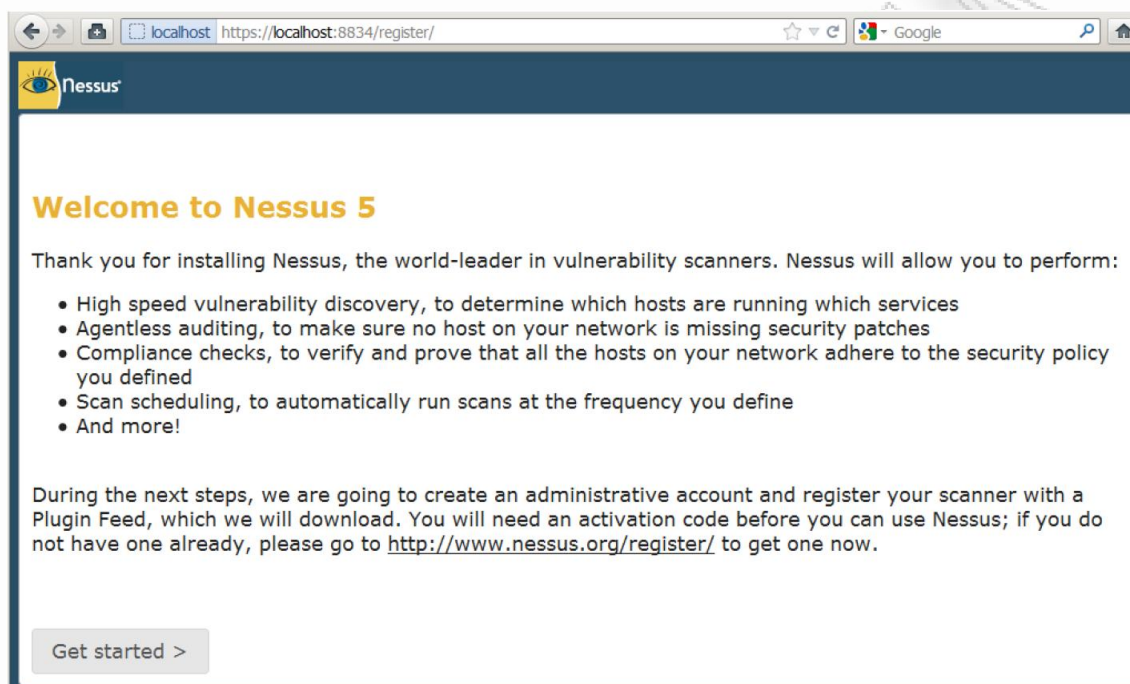 localhost https://localhost:8834/register/
Google
Nessus
Welcome to Nessus 5
Thank you for installing Nessus, the world-leader in vulnerability scanners. Nessus will allow you to perform:
• High speed vulnerability discovery, to determine which hosts are running which services
• Agentless auditing, to make sure no host on your network is missing security patches
• Compliance checks, to verify and prove that all the hosts on your network adhere to the security policy
you defined
• Scan scheduling, to automatically run scans at the frequency you define
• And more!
During the next steps, we are going to create an administrative account and register your scanner with a
Plugin Feed, which we will download. You will need an activation code before you can use Nessus; if you do
not have one already, please go to http://www.nessus.org/register/ to get one now.
Get started >